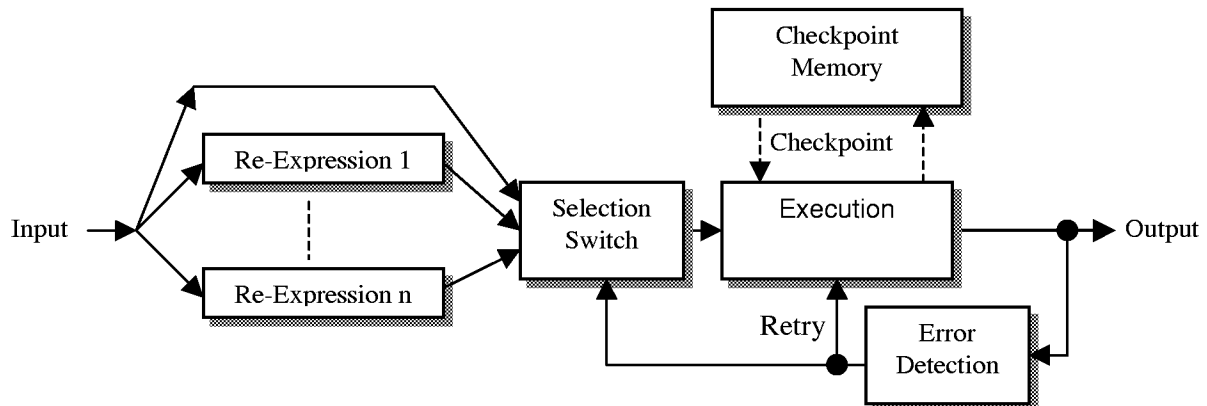 Checkpoint
Memory
Re-Expression 1
Checkpoint
Input
Selection
Switch
Execution
Output
Re-Expression n
Retry
Error
Detection